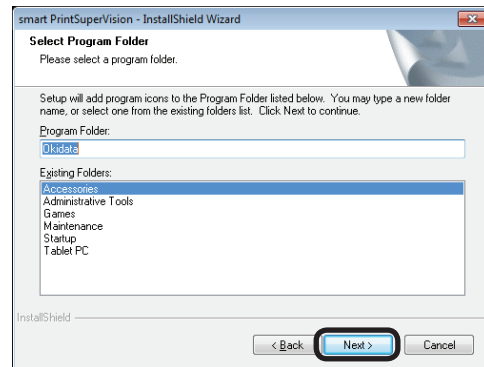 smart PrintSuperVision - InstallShield Wizard
Select Program Folder
Please select a program folder.
Setup will add program icons to the Program Folder listed below. You may type a new folder
name, or select one from the existing folders list. Click Next to continue.
Program Folder:
Okidata
Existing Folders:
Accessories
Administrative Tools
Games
Maintenance
Startup
Tablet PC
InstallShield
< Back
Next >
Cancel